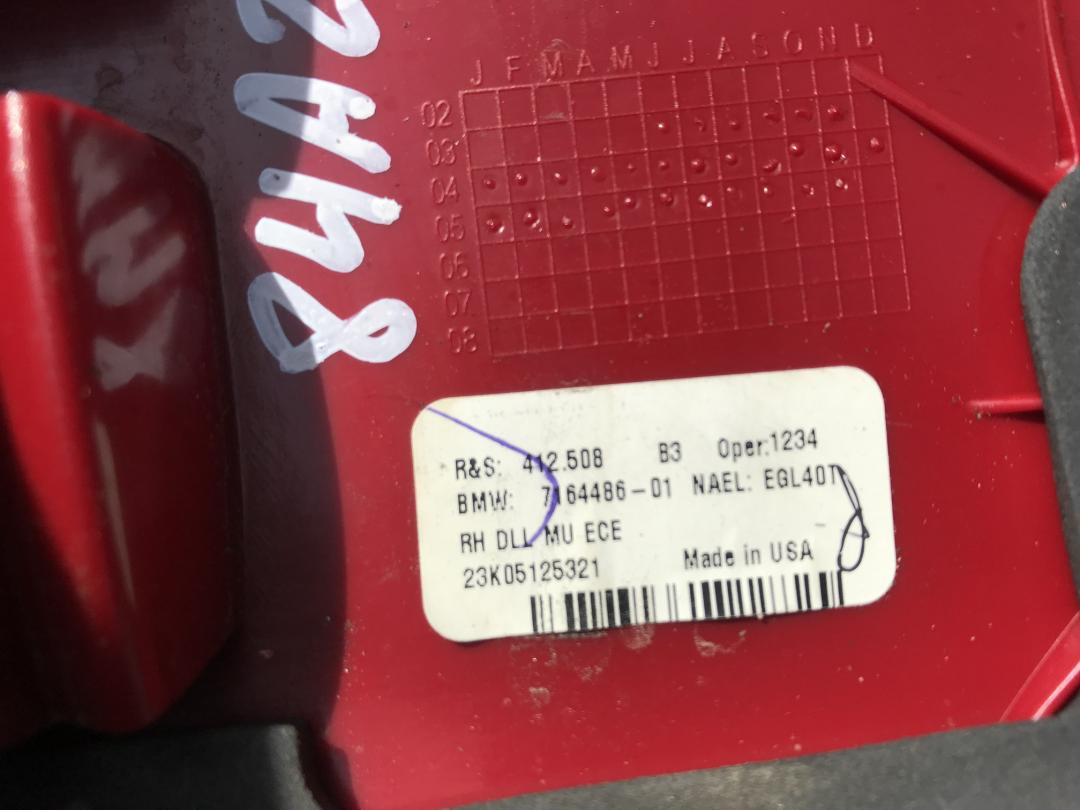 84A2
J F M A M J J A S O N D
02
03
04
05
06
07
08
R&S: 412.508 B3 Oper:1234
BMW: 7164486-01 NAEL: EGL40T
RH DLL MU ECE
23K05125321 Made in USA